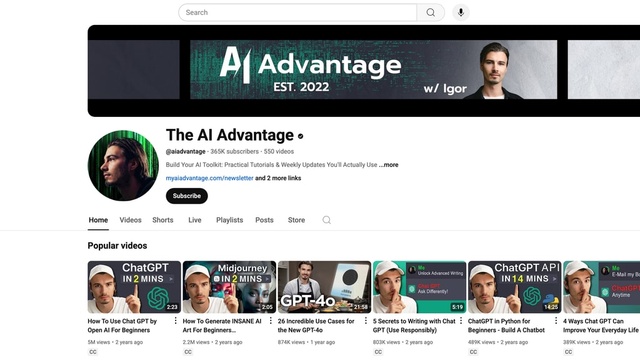 Search
AI Advantage
EST. 2022
w/ Igor
The AI Advantage
@aiadvantage · 365K subscribers · 550 videos
Build Your AI Toolkit: Practical Tutorials & Weekly Updates You'll Actually Use ...more
myaiadvantage.com/newsletter and 2 more links
Subscribe
Home Videos Shorts Live Playlists Posts Store
Popular videos
ChatGPT
IN 2 MINS
2:23
Midjourney
IN 2 MINS
2:05
GPT-4o
21:58
Me
Unlock Advanced Writing
Ask Differently!
5:19
ChatGPT API
IN 14 MINS
14:25
Me
E-Mail my B
Anytime
How To Use Chat GPT by
Open AI For Beginners
5M views · 2 years ago
CC
How To Generate INSANE AI
Art For Beginners...
2.2M views · 2 years ago
CC
26 Incredible Use Cases for
the New GPT-4o
874K views · 1 year ago
5 Secrets to Writing with Chat
GPT (Use Responsibly)
803K views · 2 years ago
CC
ChatGPT in Python for
Beginners - Build A Chatbot
489K views · 2 years ago
CC
4 Ways Chat GPT Can
Improve Your Everyday Life
389K views · 2 years ago
CC